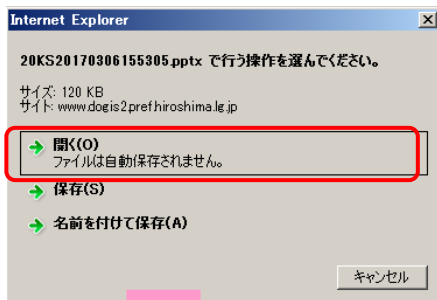 Internet Explorer
20KS20170306155305.pptx で行う操作を選んでください。
サイズ: 120 KB
サイト: www.dogis2.pref.hiroshima.lg.jp
開く(O)
ファイルは自動保存されません。
保存(S)
名前を付けて保存(A)
キャンセル